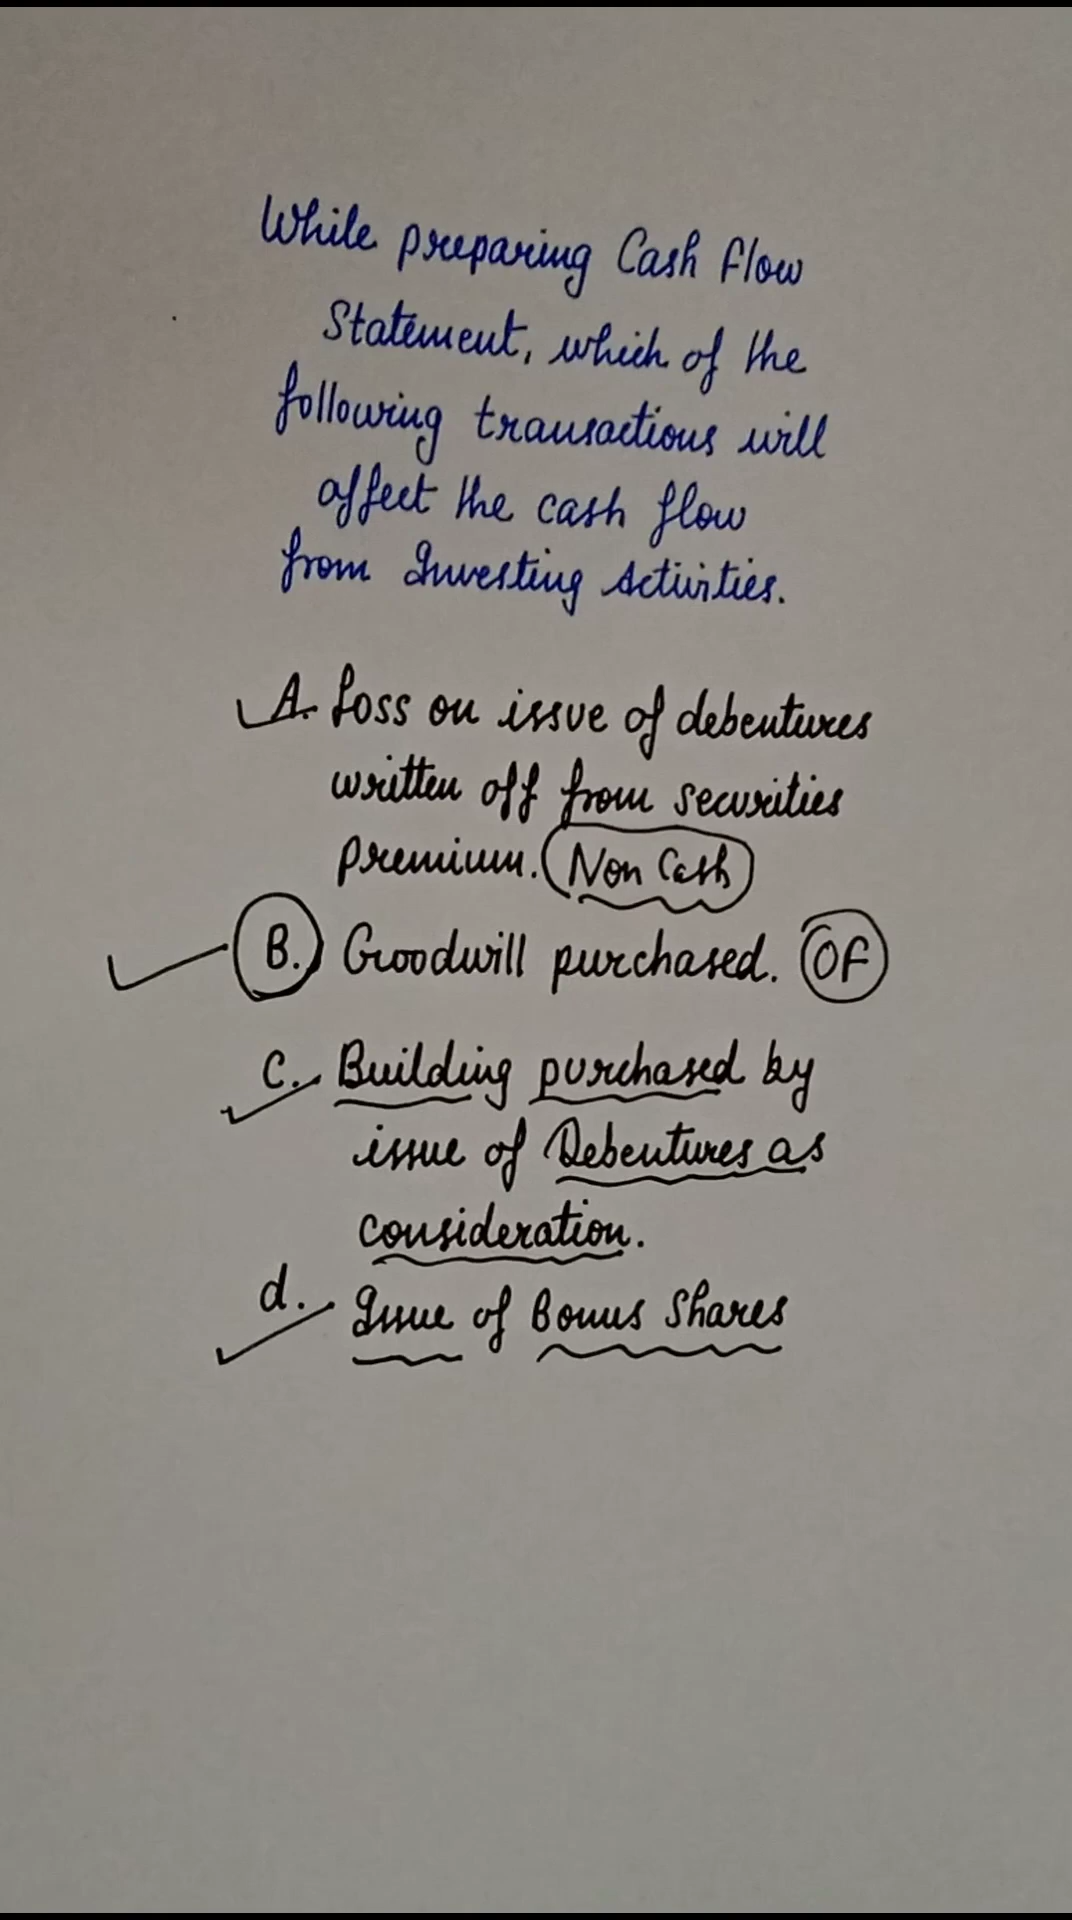 While preparing Cash flow
Statement, which of the
following transactions will
affect the cash flow
from Investing Activities.
A. Loss on issue of debentures
written off from securities
premium. Non Cash
B. Goodwill purchased. OF
C. Building purchased by
issue of Debentures as
consideration.
d. Issue of Bonus Shares